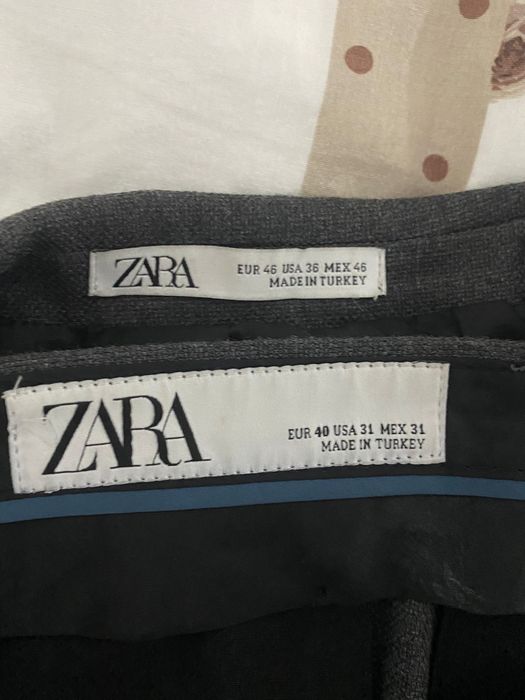 ZARA
EUR 46 USA 36 MEX 46
MADE IN TURKEY
ZARA
EUR 40 USA 31 MEX 31
MADE IN TURKEY